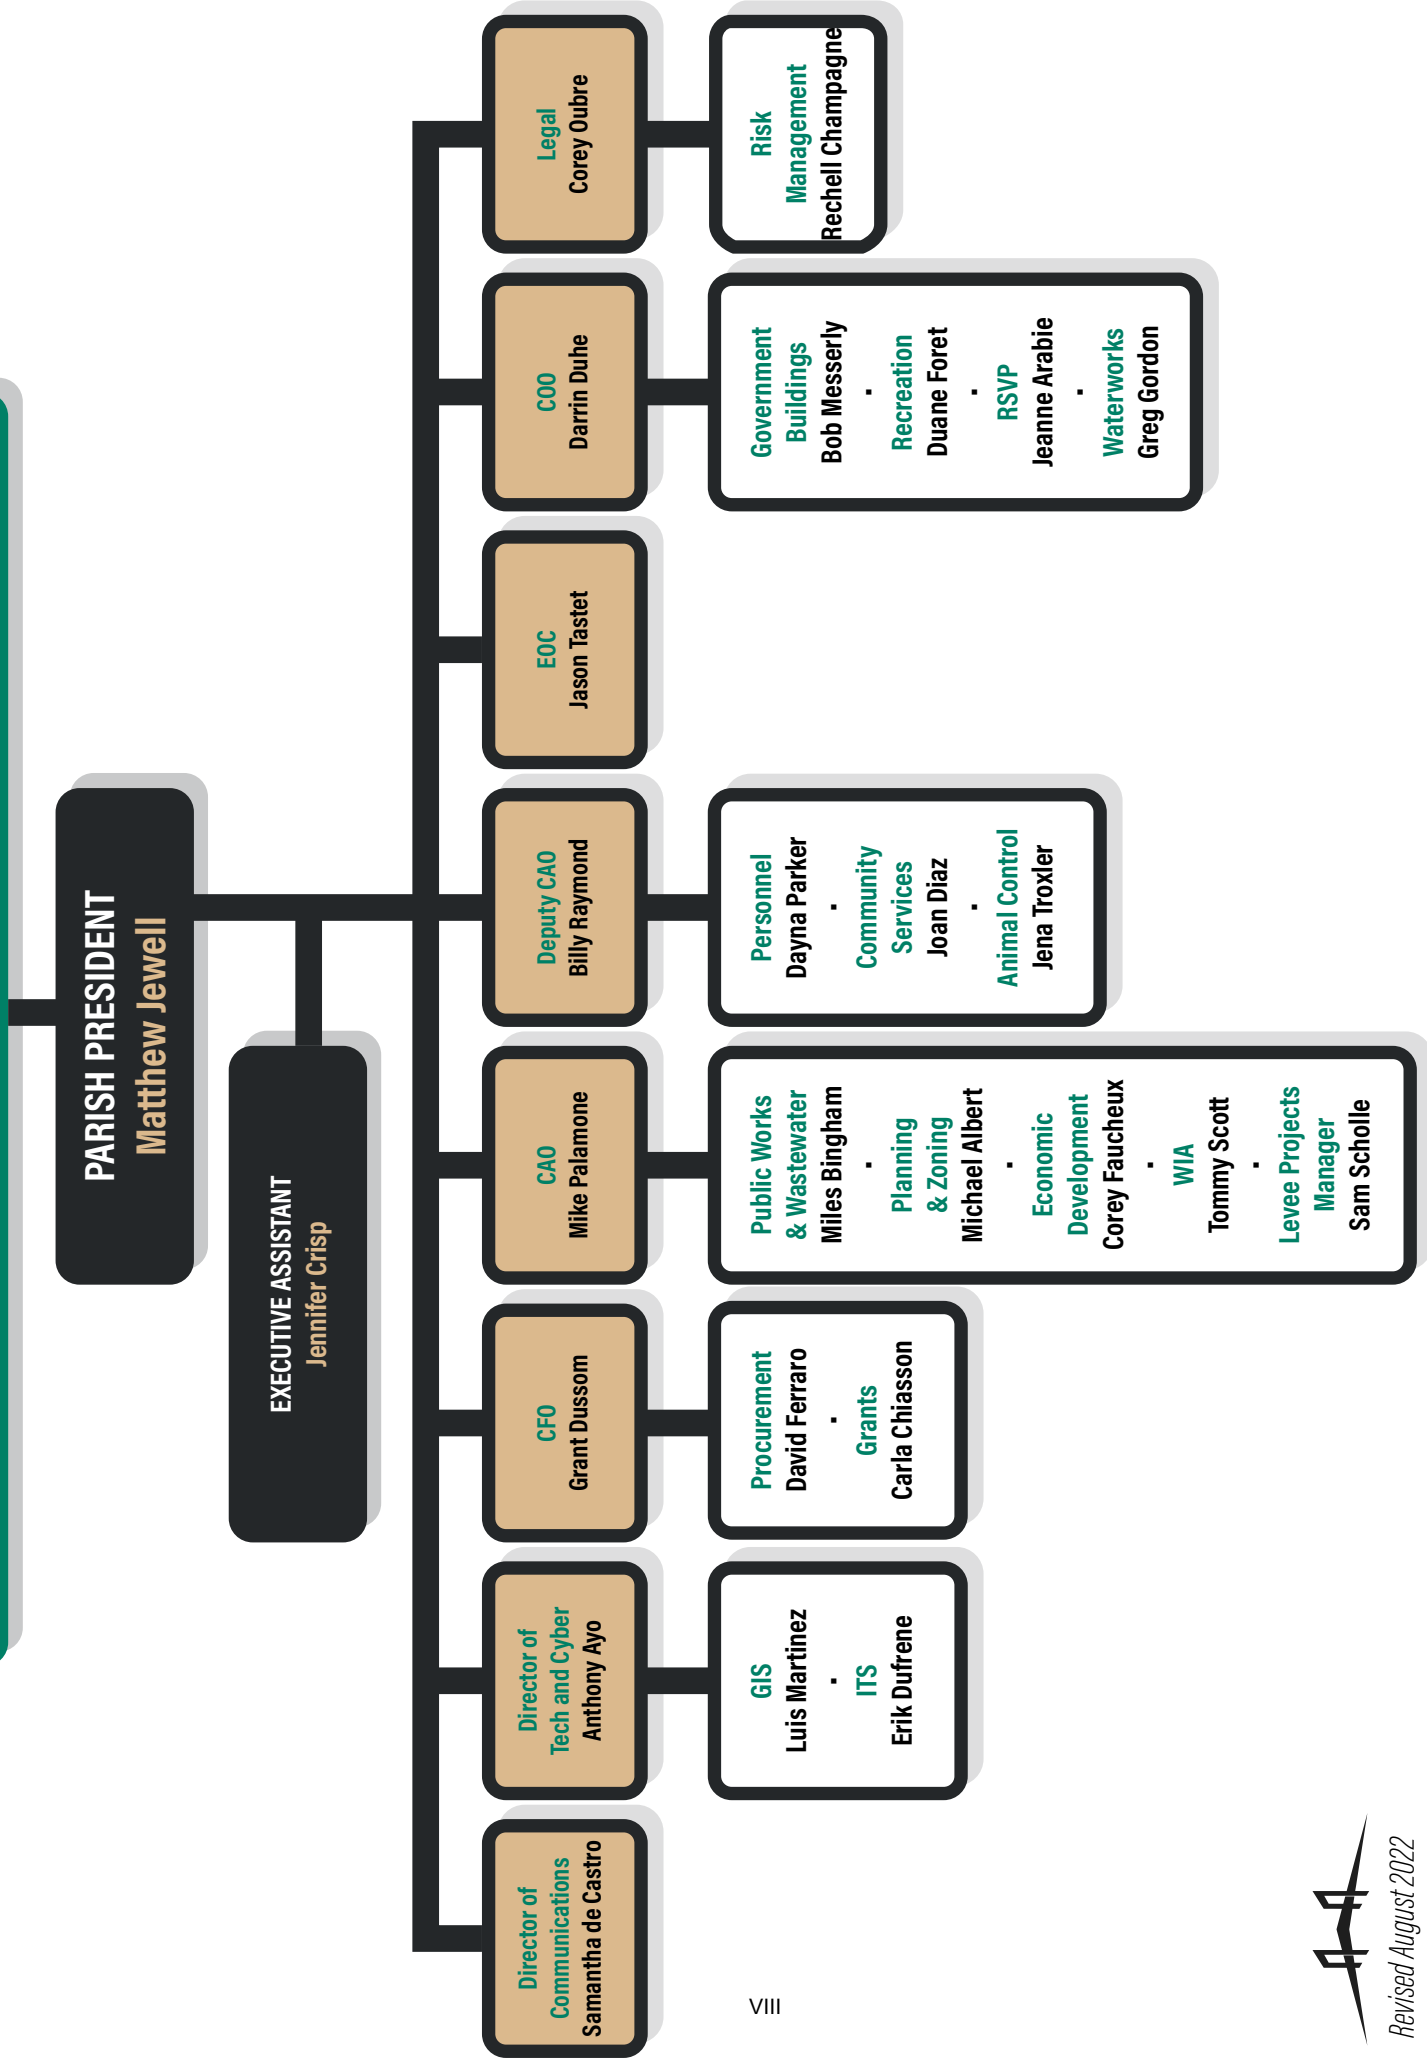 PARISH PRESIDENT
Matthew Jewell
EXECUTIVE ASSISTANT
Jennifer Crisp
Director of
Communications
Samantha de Castro
Director of
Tech and Cyber
Anthony Ayo
GIS
Luis Martinez
·
ITS
Erik Dufrene
CFO
Grant Dussom
Procurement
David Ferraro
·
Grants
Carla Chiasson
CAO
Mike Palamone
Public Works
& Wastewater
Miles Bingham
·
Planning
& Zoning
Michael Albert
·
Economic
Development
Corey Faucheux
·
WIA
Tommy Scott
·
Levee Projects
Manager
Sam Scholle
Deputy CAO
Billy Raymond
Personnel
Dayna Parker
·
Community
Services
Joan Diaz
·
Animal Control
Jena Troxler
EOC
Jason Tastet
COO
Darrin Duhe
Government
Buildings
Bob Messerly
·
Recreation
Duane Foret
·
RSVP
Jeanne Arabie
·
Waterworks
Greg Gordon
Legal
Corey Oubre
Risk
Management
Rechell Champagne
Revised August 2022
VIII